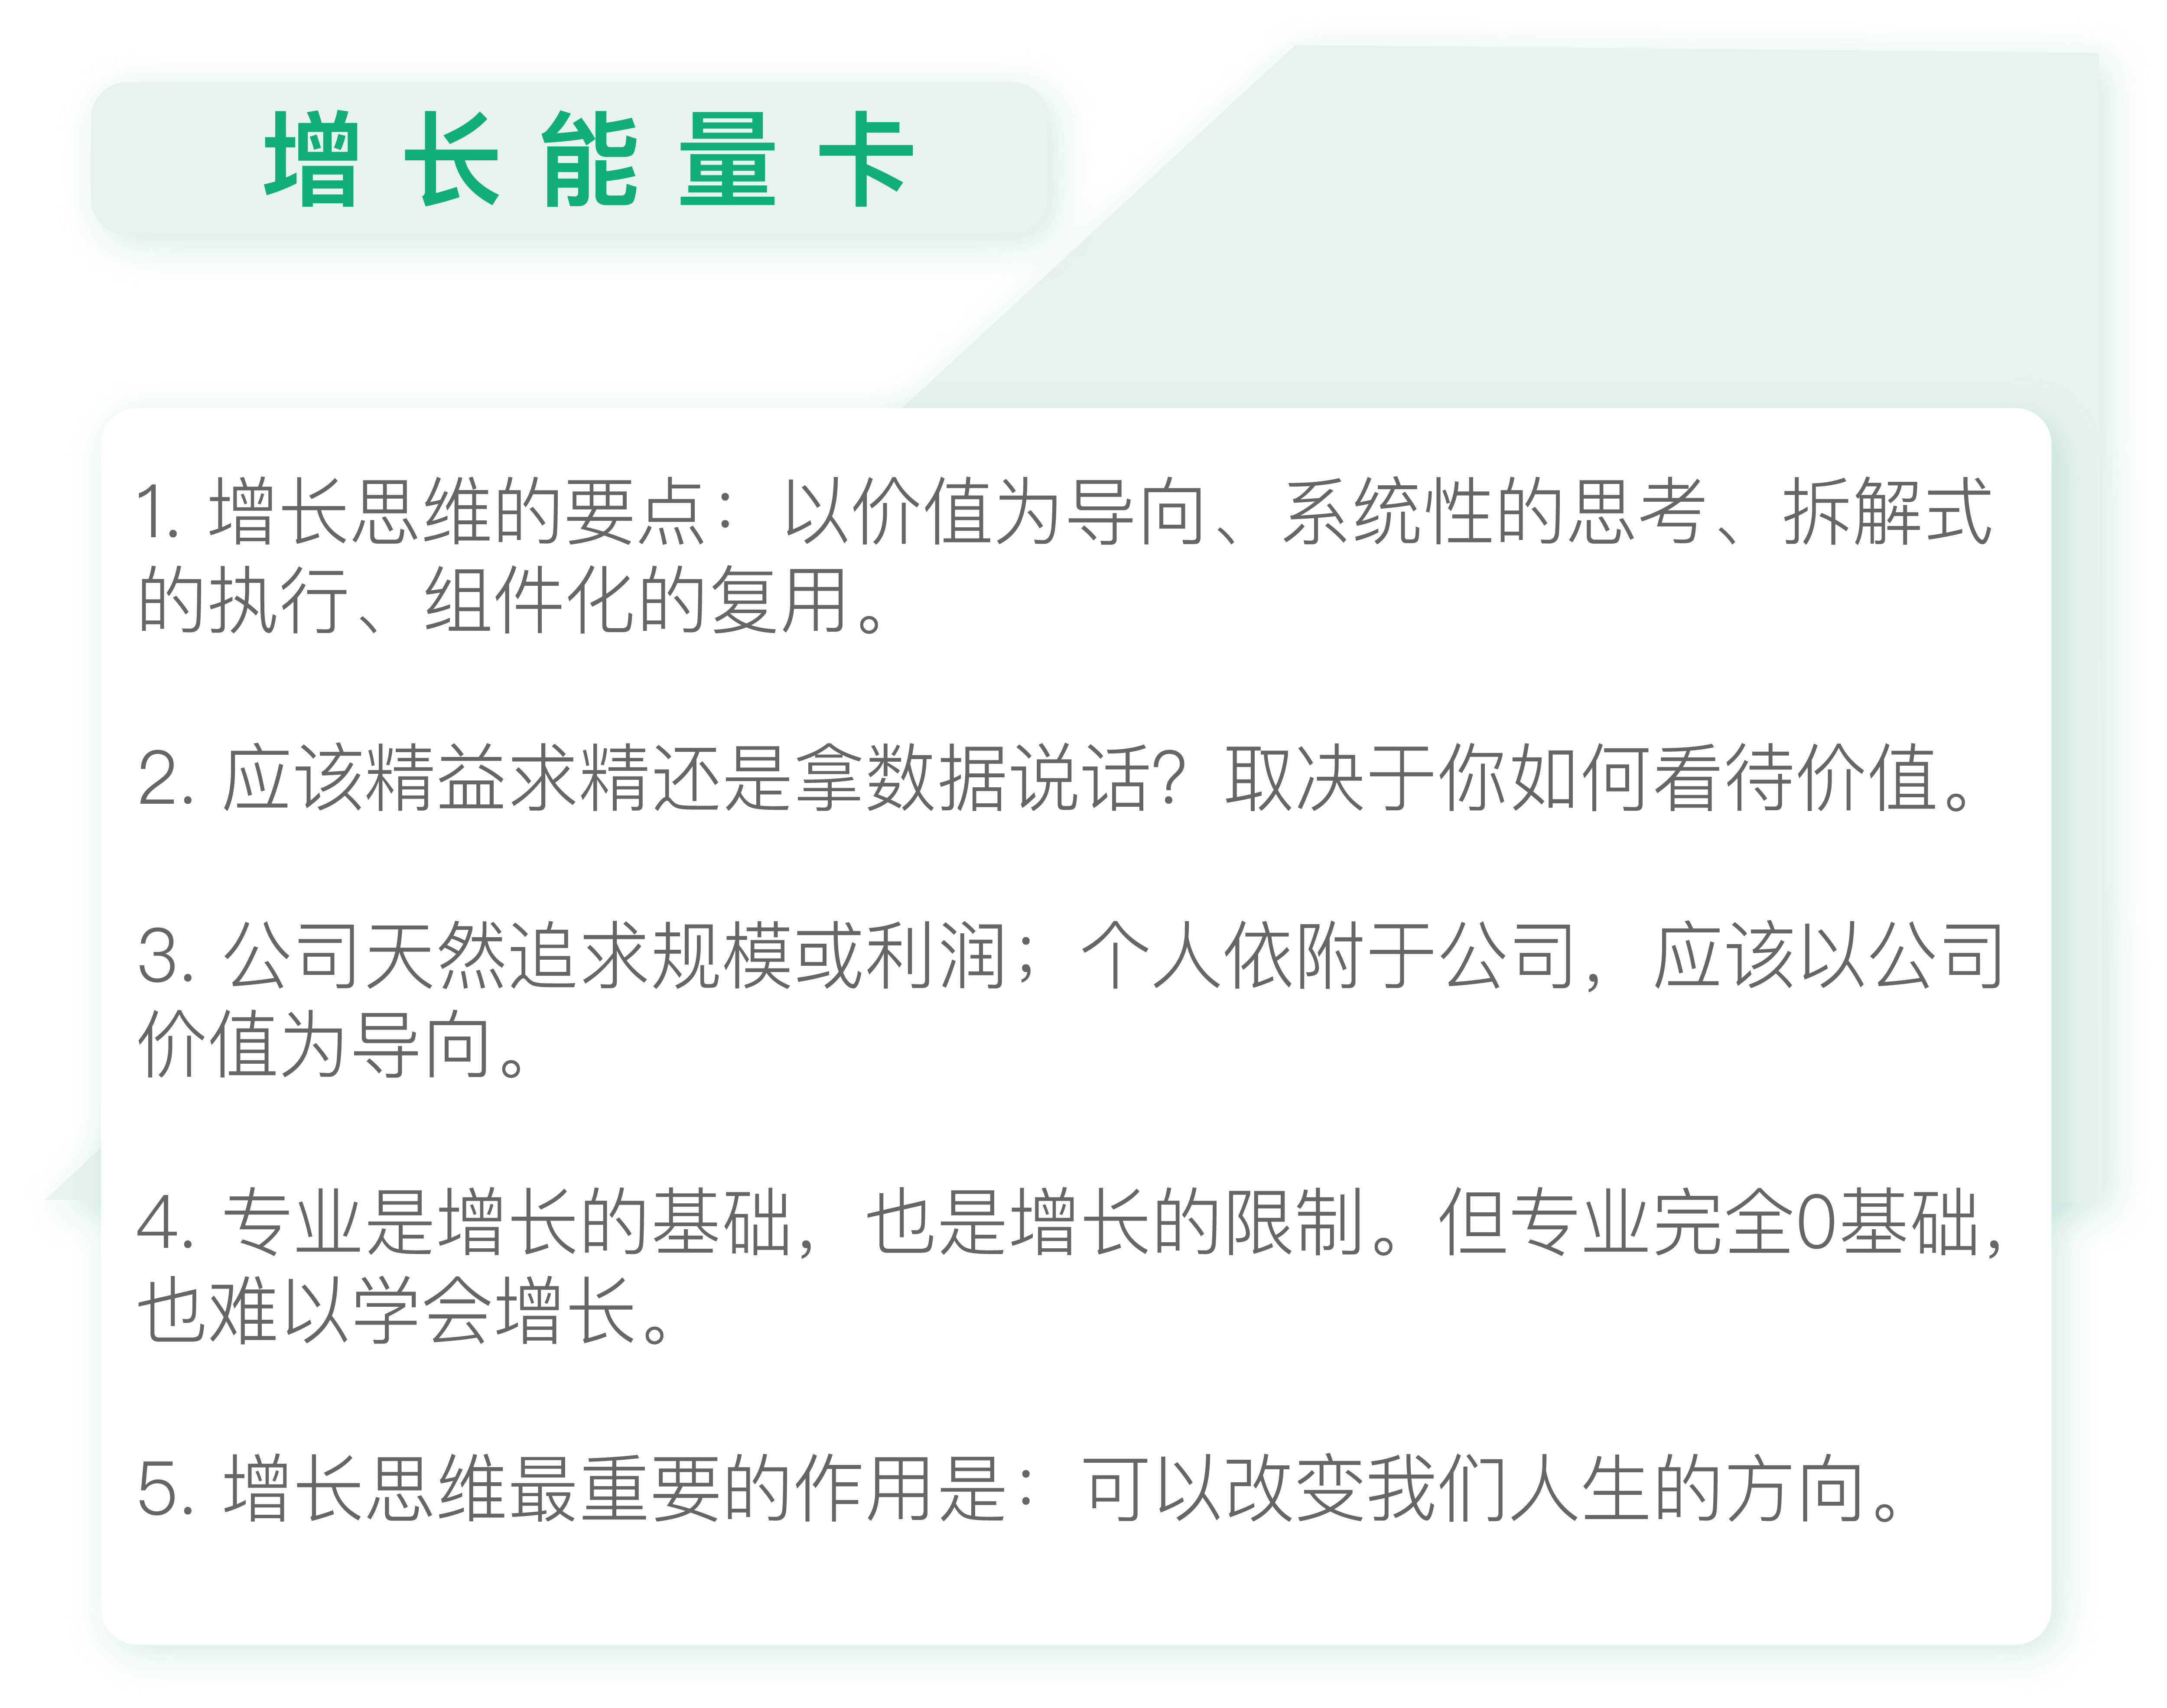 增长能量卡
1. 增长思维的要点：以价值为导向、系统性的思考、拆解式
的执行、组件化的复用。
2. 应该精益求精还是拿数据说话？取决于你如何看待价值。
3. 公司天然追求规模或利润；个人依附于公司，应该以公司
价值为导向。
4. 专业是增长的基础，也是增长的限制。但专业完全0基础，
也难以学会增长。
5. 增长思维最重要的作用是：可以改变我们人生的方向。